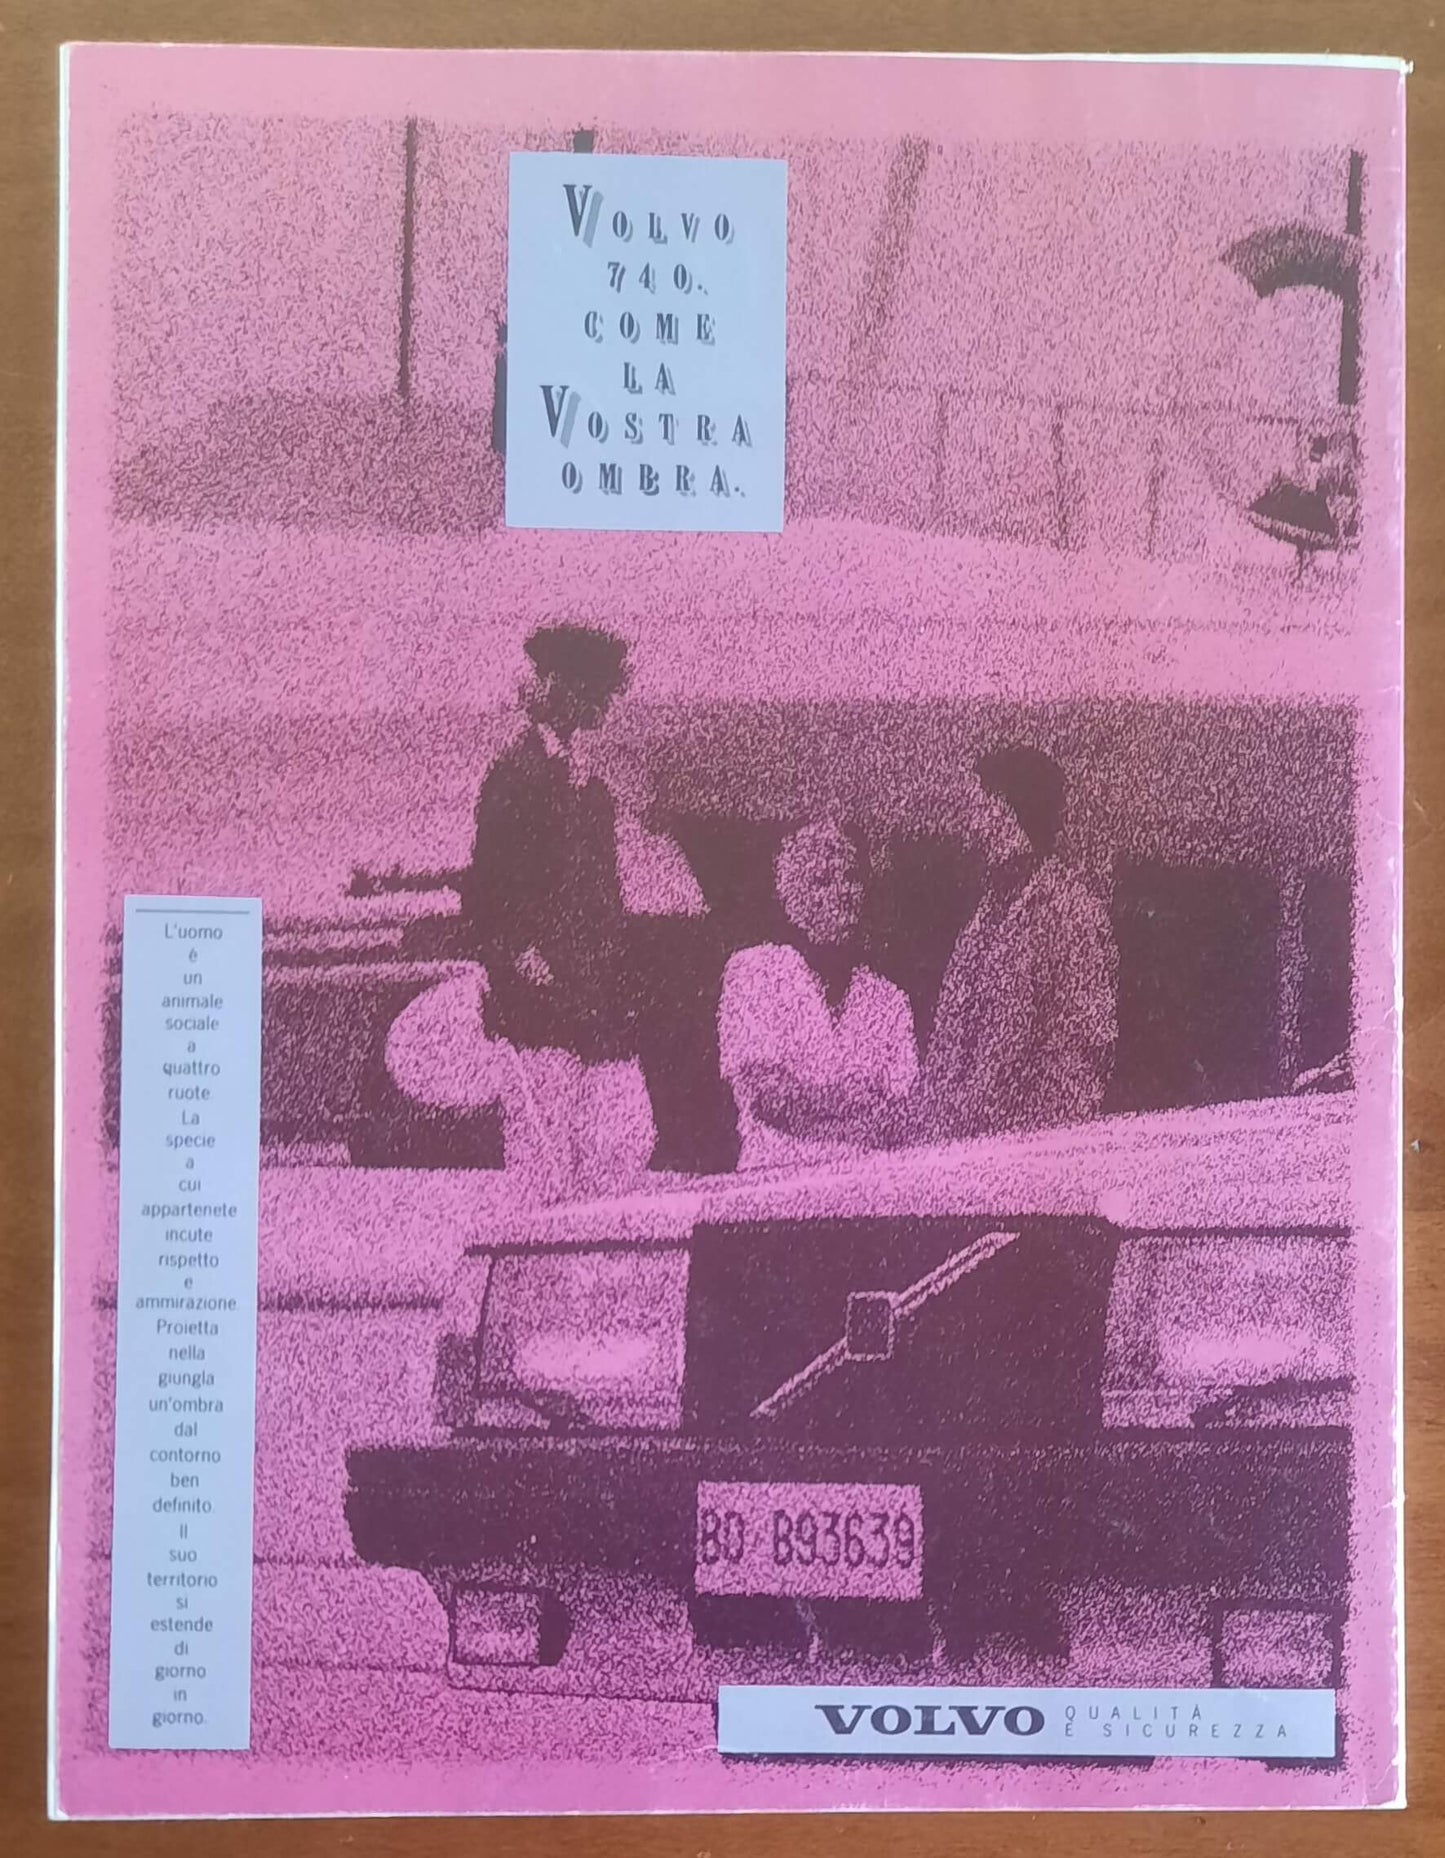 VOLVO
740.
COME
LA
VOSTRA
OMBRA.
L'uomo
è
un
animale
sociale
a
quattro
ruote.
La
specie
a
cui
appartenete
incute
rispetto
e
ammirazione.
Proietta
nella
giungla
un'ombra
dal
contorno
ben
definito.
Il
suo
territorio
si
estende
di
giorno
in
giorno.
BO B93639
VOLVO QUALITÀ
E SICUREZZA